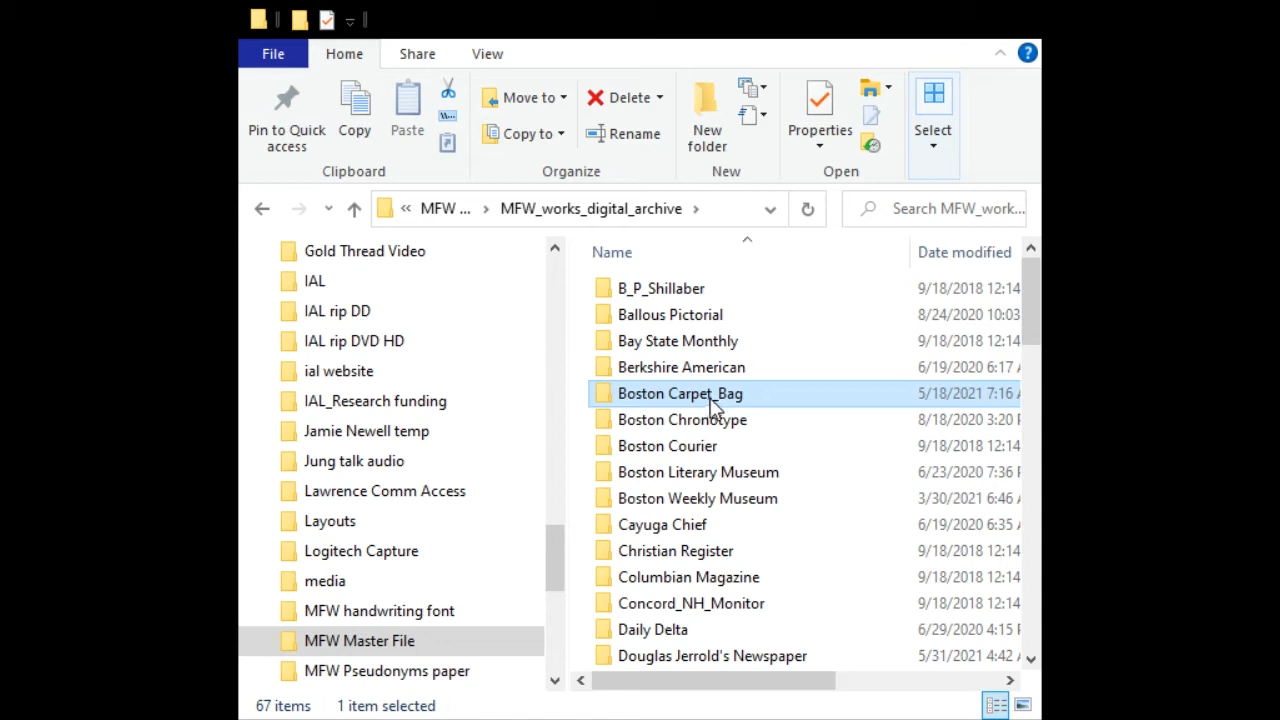 File Home Share View
Pin to Quick access
Copy
Paste
Clipboard
Move to
Copy to
Delete
Rename
Organize
New folder
New
Properties
Open
Select
« MFW ... › MFW_works_digital_archive ›
Search MFW_work...
Gold Thread Video
IAL
IAL rip DD
IAL rip DVD HD
ial website
IAL_Research funding
Jamie Newell temp
Jung talk audio
Lawrence Comm Access
Layouts
Logitech Capture
media
MFW handwriting font
MFW Master File
MFW Pseudonyms paper
Name Date modified
B_P_Shillaber 9/18/2018 12:14
Ballous Pictorial 8/24/2020 10:03
Bay State Monthly 9/18/2018 12:14
Berkshire American 6/19/2020 6:17
Boston Carpet_Bag 5/18/2021 7:16
Boston Chronotype 8/18/2020 3:20
Boston Courier 9/18/2018 12:14
Boston Literary Museum 6/23/2020 7:36
Boston Weekly Museum 3/30/2021 6:46
Cayuga Chief 6/19/2020 6:35
Christian Register 9/18/2018 12:14
Columbian Magazine 9/18/2018 12:14
Concord_NH_Monitor 9/18/2018 12:14
Daily Delta 6/29/2020 4:15
Douglas Jerrold's Newspaper 5/31/2021 4:42
67 items 1 item selected